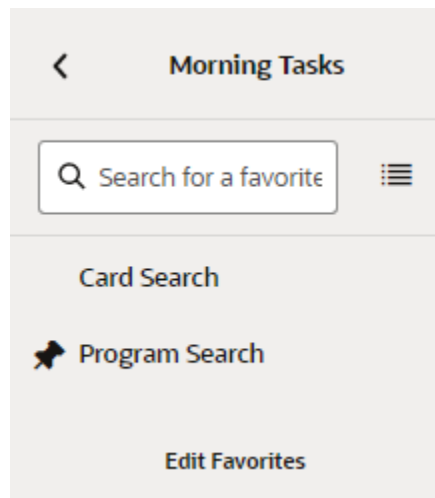 Morning Tasks
Search for a favorite
Card Search
Program Search
Edit Favorites